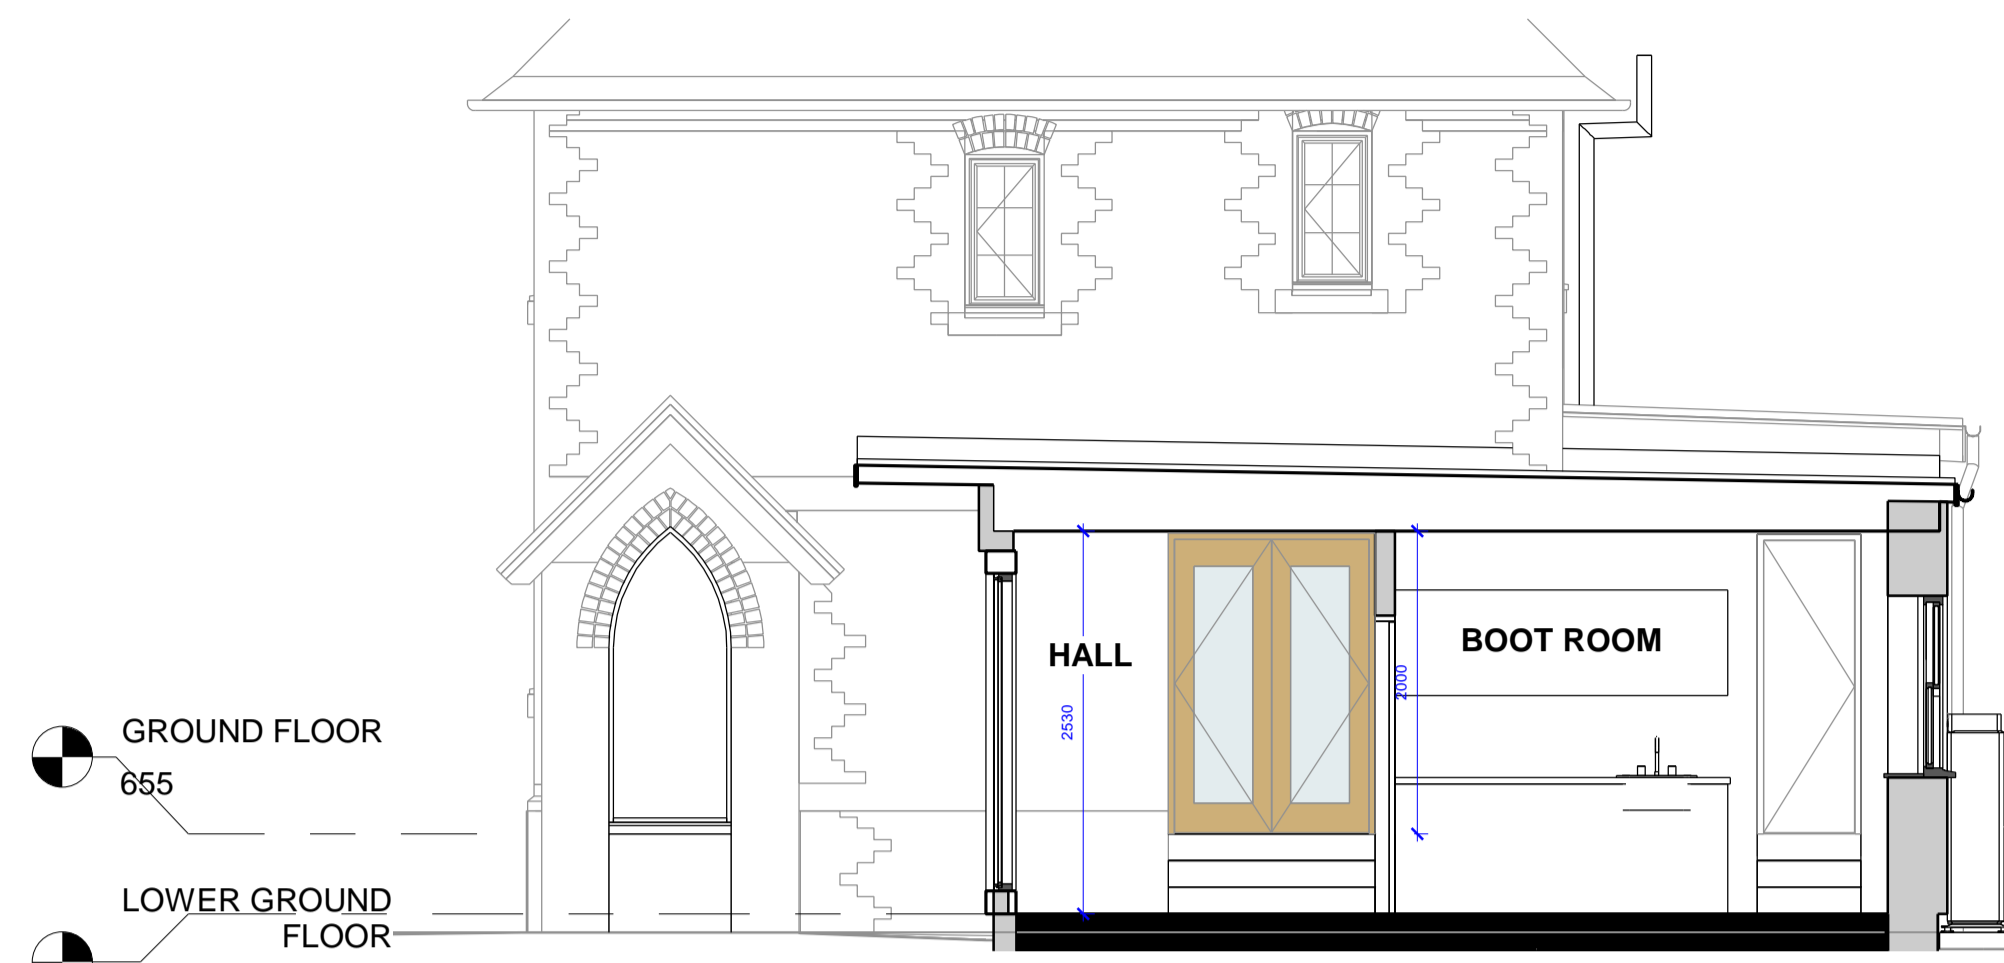 HALL
BOOT ROOM
2000
2530
GROUND FLOOR
655
LOWER GROUND
FLOOR